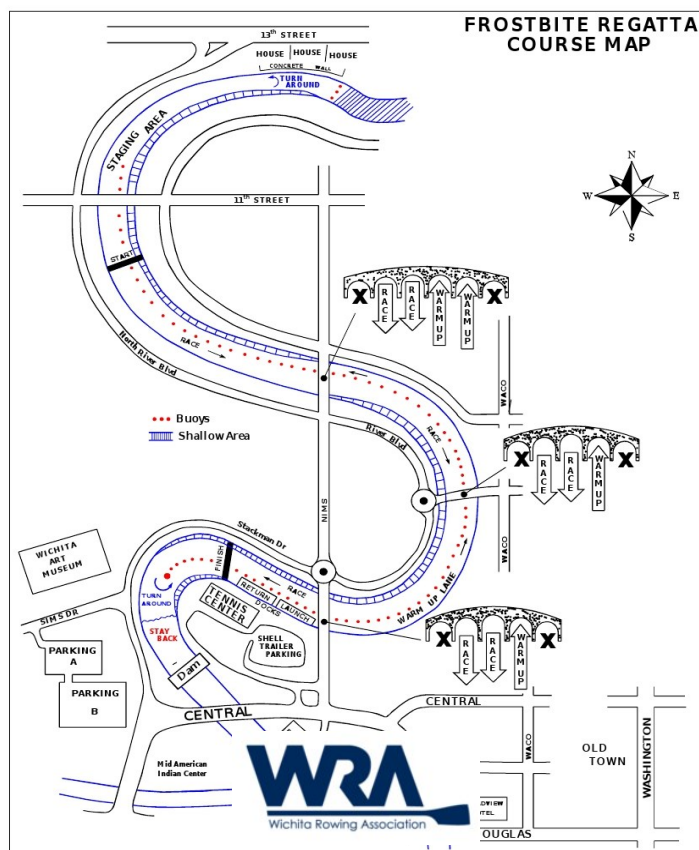 FROSTBITE REGATTA
COURSE MAP
13th STREET
HOUSE HOUSE HOUSE
CONCRETE WALL
TURN
AROUND
STAGING AREA
N
W E
S
11th STREET
START
RACE
North River Blvd
X RACE RACE WARM UP WARM UP X
WACO
Buoys
Shallow Area
River Blvd
RACE
X RACE RACE WARM UP X
NIMS
WACO
Stackman Dr
WICHITA
ART
MUSEUM
FINISH
RACE
TURN
AROUND
RETURN
DOCKS
LAUNCH
WARM UP LANE
TENNIS
CENTER
SIMS DR
STAY
BACK
SHELL
TRAILER
PARKING
X RACE RACE WARM UP X
PARKING
A
Dam
PARKING
B
CENTRAL
CENTRAL
WACO
OLD
TOWN
WASHINGTON
Mid American
Indian Center
WRA
Wichita Rowing Association
OUGLAS